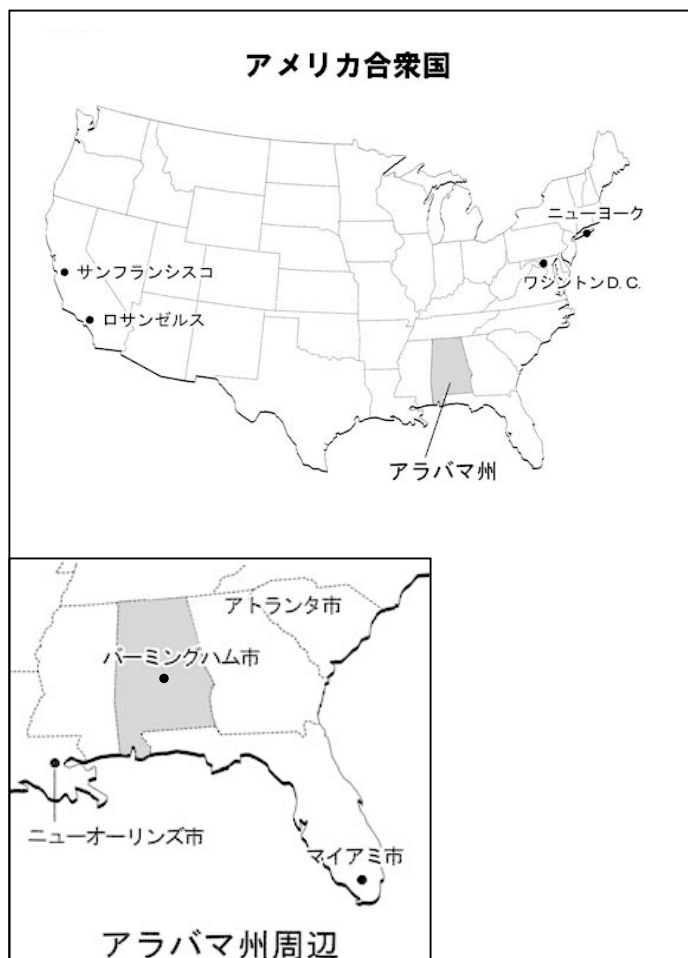 アメリカ合衆国
ニューヨーク
サンフランシスコ
ワシントンD.C.
ロサンゼルス
アラバマ州
アトランタ市
バーミングハム市
ニューオーリンズ市
マイアミ市
アラバマ州周辺